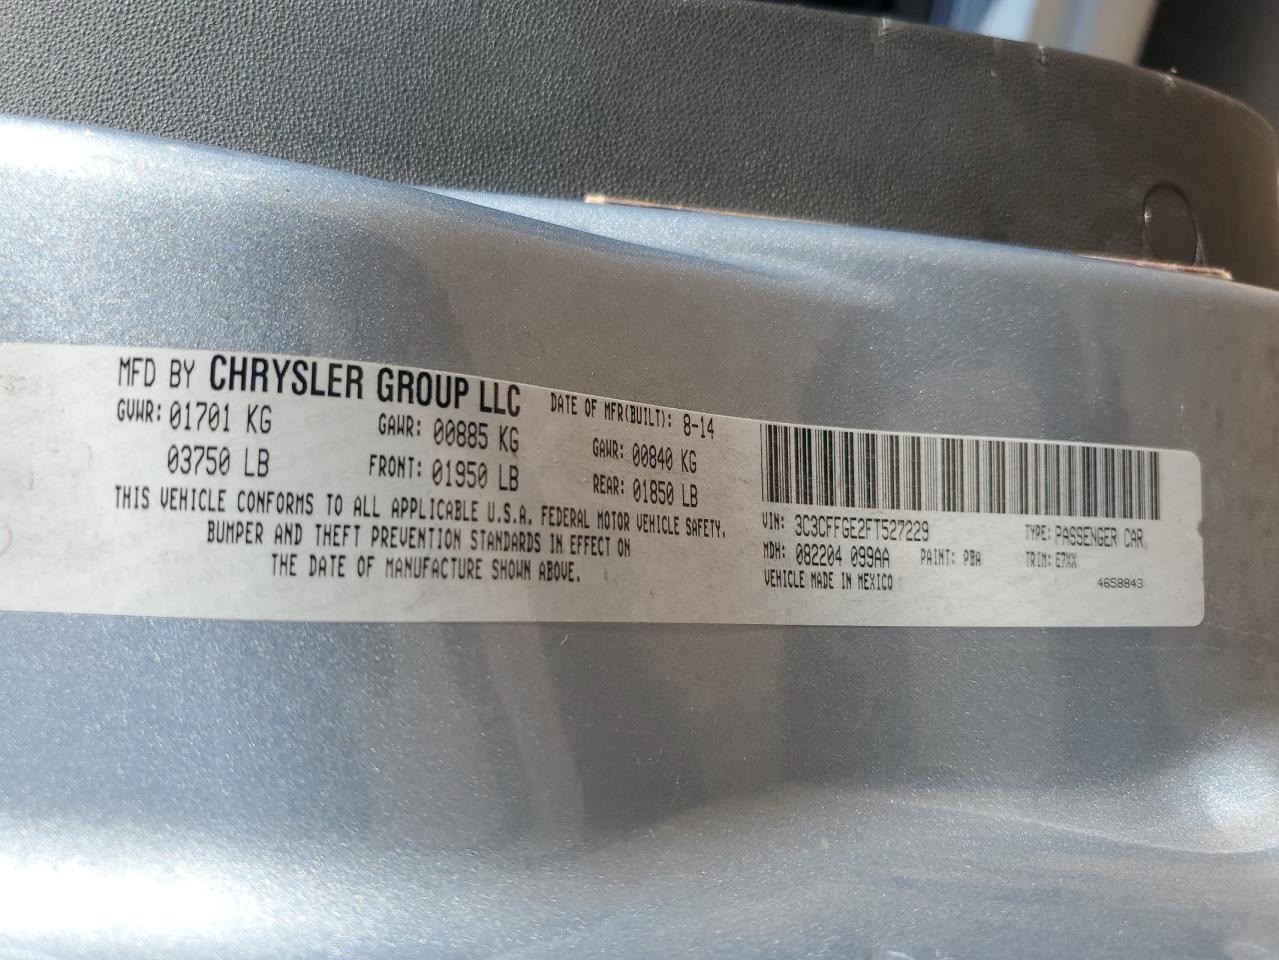 MFD BY CHRYSLER GROUP LLC DATE OF MFR(BUILT): 8-14
GVWR: 01701 KG GAWR: 00885 KG GAWR: 00840 KG
03750 LB FRONT: 01950 LB REAR: 01850 LB
THIS VEHICLE CONFORMS TO ALL APPLICABLE U.S.A. FEDERAL MOTOR VEHICLE SAFETY,
BUMPER AND THEFT PREVENTION STANDARDS IN EFFECT ON
THE DATE OF MANUFACTURE SHOWN ABOVE.
VIN: 3C3CFFGE2FT527229 TYPE: PASSENGER CAR
MDH: 082204 099AA PAINT: PBA TRIM: E7XX
VEHICLE MADE IN MEXICO 4658843